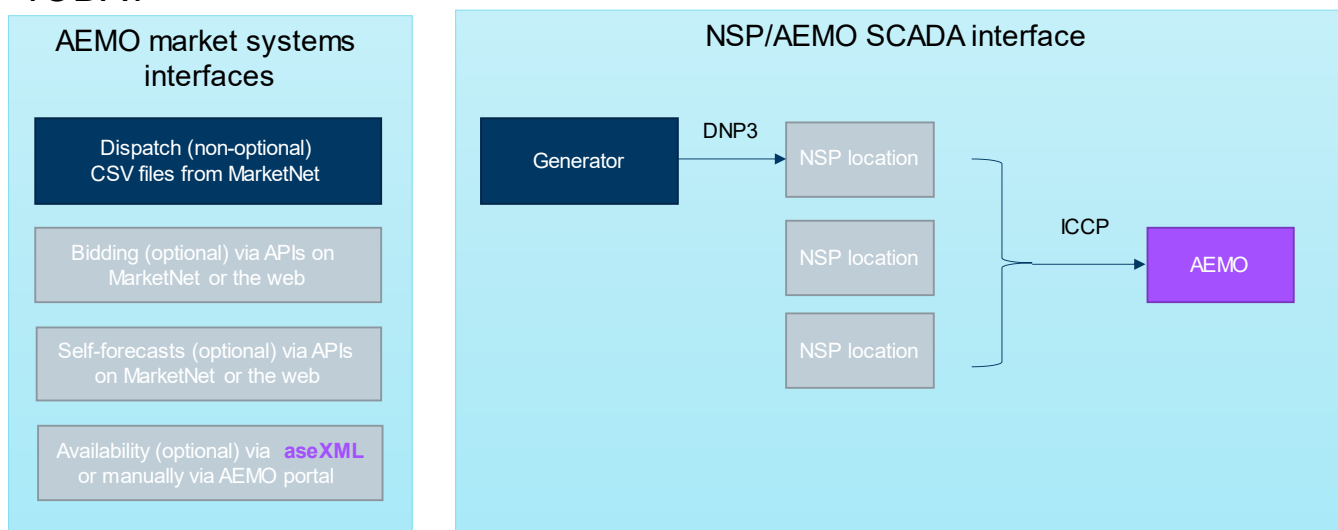 AEMO market systems
interfaces
Dispatch (non-optional)
CSV files from MarketNet
Bidding (optional) via APIs on
MarketNet or the web
Self-forecasts (optional) via APIs
on MarketNet or the web
Availability (optional) via aseXML
or manually via AEMO portal
NSP/AEMO SCADA interface
Generator
DNP3
NSP location
NSP location
NSP location
ICCP
AEMO